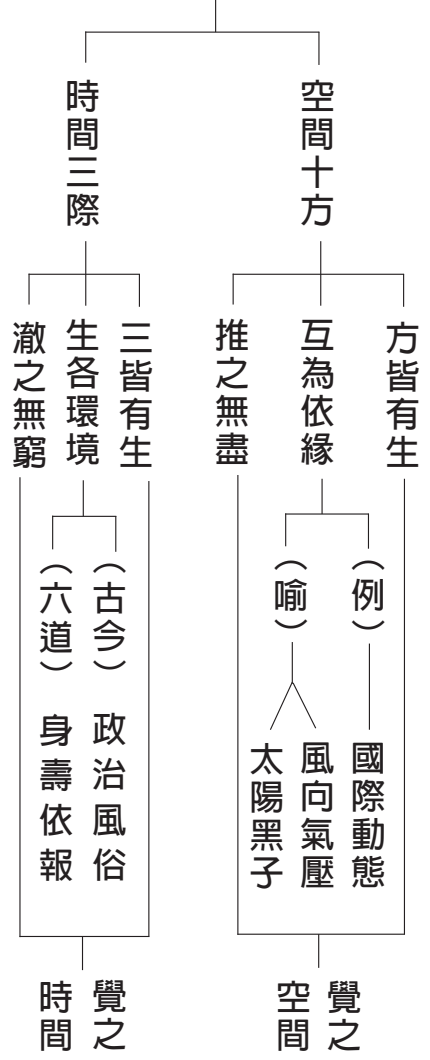 空間十方
方皆有生
互為依緣
推之無盡
（例）
國際動態
（喻）
風向氣壓
太陽黑子
覺之
空間
時間三際
三皆有生
生各環境
澈之無窮
（古今）
政治風俗
（六道）
身壽依報
覺之
時間